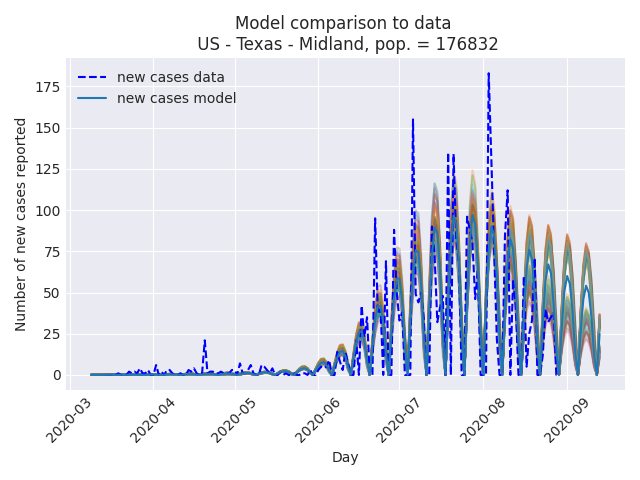 Model comparison to data
US - Texas - Midland, pop. = 176832
new cases data
new cases model
Number of new cases reported
175
150
125
100
75
50
25
0
2020-03
2020-04
2020-05
2020-06
2020-07
2020-08
2020-09
Day